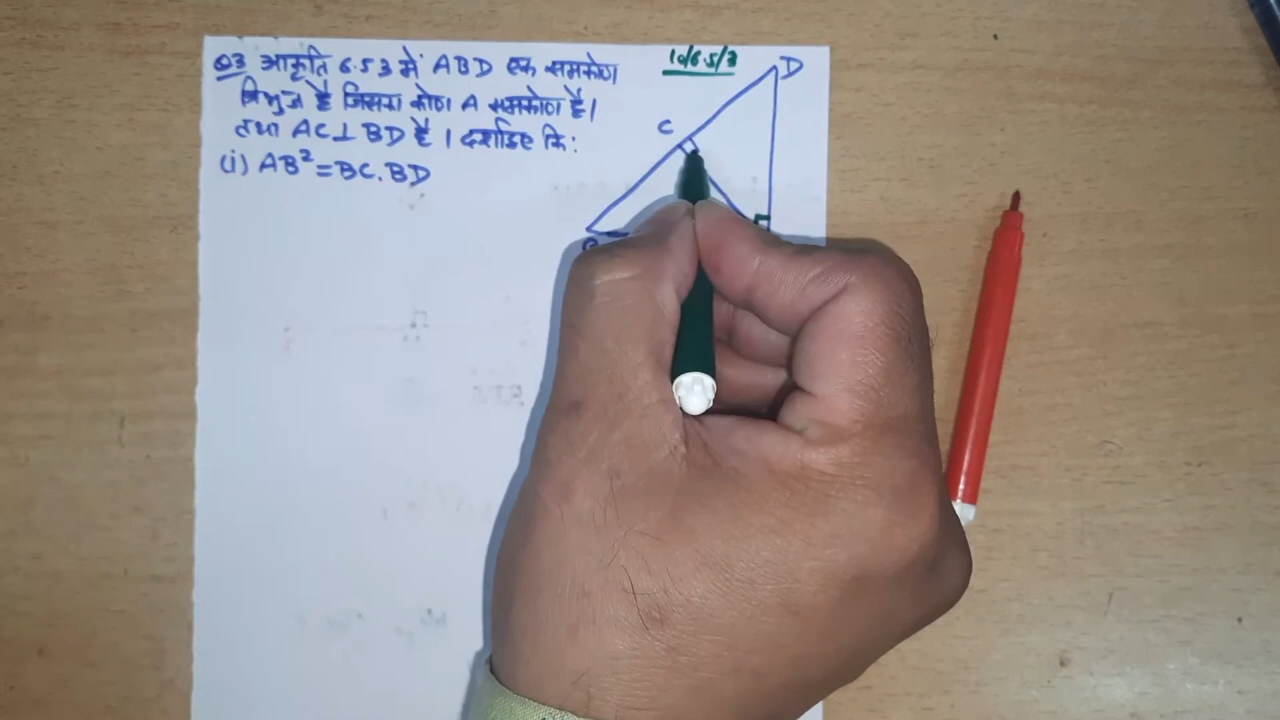 Q3 आकृति 6.53 में ABD एक समकोण
त्रिभुज है जिसका कोण A समकोण है।
तथा AC⊥BD है । दर्शाइए कि:
(i) AB²=BC.BD
10/6.5/3
D
C
B